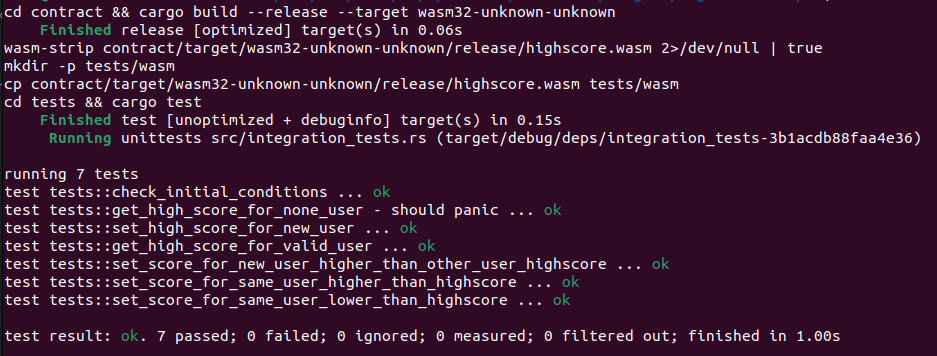 cd contract && cargo build --release --target wasm32-unknown-unknown
    Finished release [optimized] target(s) in 0.06s
wasm-strip contract/target/wasm32-unknown-unknown/release/highscore.wasm 2>/dev/null | true
mkdir -p tests/wasm
cp contract/target/wasm32-unknown-unknown/release/highscore.wasm tests/wasm
cd tests && cargo test
    Finished test [unoptimized + debuginfo] target(s) in 0.15s
     Running unittests src/integration_tests.rs (target/debug/deps/integration_tests-3b1acdb88faa4e36)

running 7 tests
test tests::check_initial_conditions ... ok
test tests::get_high_score_for_none_user - should panic ... ok
test tests::set_high_score_for_new_user ... ok
test tests::get_high_score_for_valid_user ... ok
test tests::set_score_for_new_user_higher_than_other_user_highscore ... ok
test tests::set_score_for_same_user_higher_than_highscore ... ok
test tests::set_score_for_same_user_lower_than_highscore ... ok

test result: ok. 7 passed; 0 failed; 0 ignored; 0 measured; 0 filtered out; finished in 1.00s